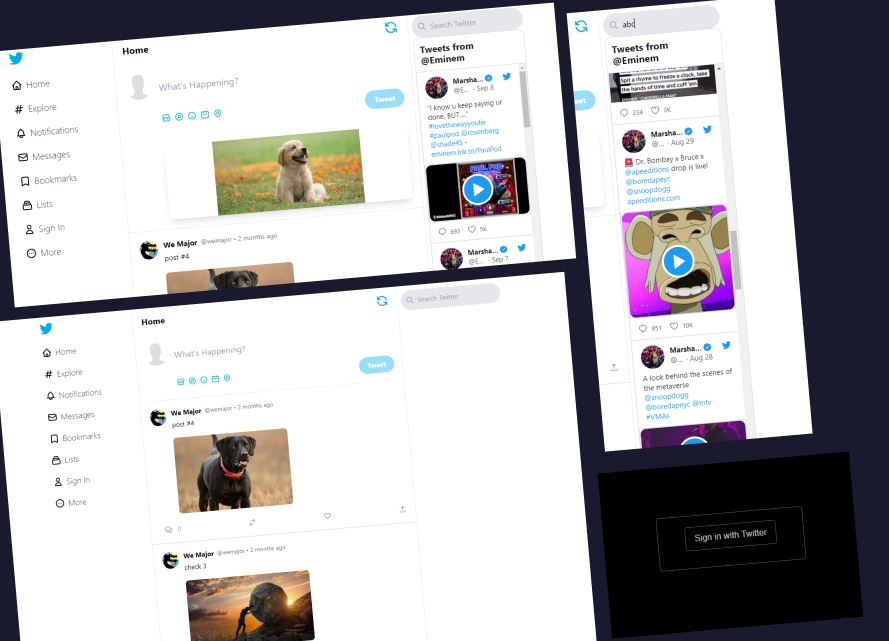 Home
Search Twitter
Home
Explore
Notifications
Messages
Bookmarks
Lists
Sign In
More
What's Happening?
Tweet
We Major @wemajor • 2 months ago
post #4
Tweets from
@Eminem
Marsha...
@E... · Sep 8
"I know u keep saying ur
done, BUT...."
#lovethewayyoulie
#paulpod @rosenberg
@shade45 -
eminem.lnk.to/PaulPod
PAUL POD
691 5K
Marsha...
@E... · Sep 7
abc
Tweets from
@Eminem
Spit a rhyme to freeze a clock, take
the hands of time and cuff 'em
234 3K
Marsha...
@... · Aug 29
🚨 Dr. Bombay x Bruce x
@apeeditions drop is live!
@boredapeyc
@snoopdogg
apeeditions.com
951 10K
Marsha...
@E... · Aug 28
A look behind the scenes of
the metaverse
@snoopdogg
@boredapeyc @mtv
#VMAs
Home
Search Twitter
Home
Explore
Notifications
Messages
Bookmarks
Lists
Sign In
More
What's Happening?
Tweet
We Major @wemajor • 2 months ago
post #4
0
We Major @wemajor • 2 months ago
check 3
Sign in with Twitter